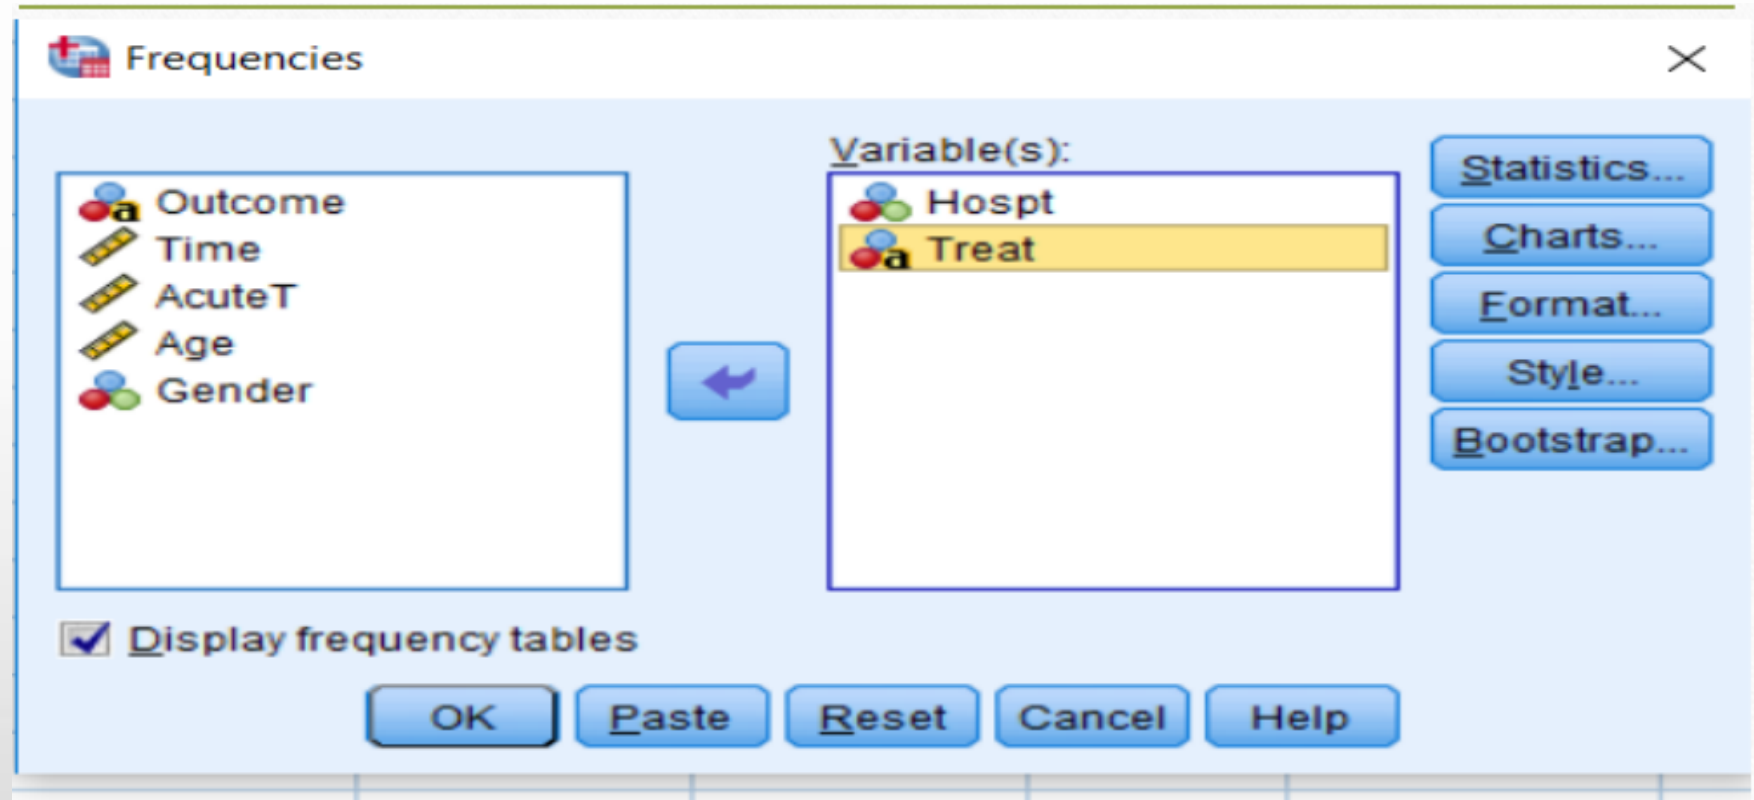 Frequencies
Variable(s):
Outcome
Time
AcuteT
Age
Gender
Hospt
Treat
Statistics...
Charts...
Format...
Style...
Bootstrap...
Display frequency tables
OK Paste Reset Cancel Help